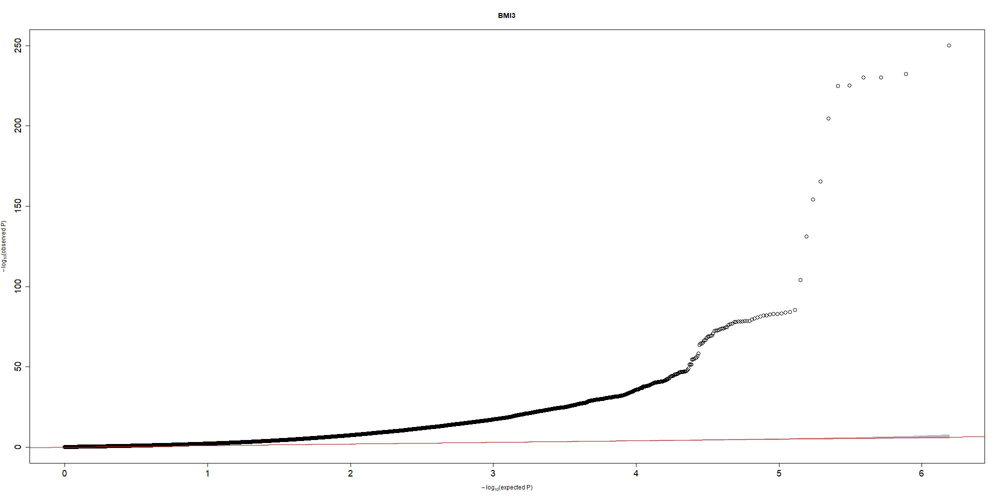 BMI3
250
200
150
100
50
0
−log₁₀(observed P)
0 1 2 3 4 5 6
−log₁₀(expected P)